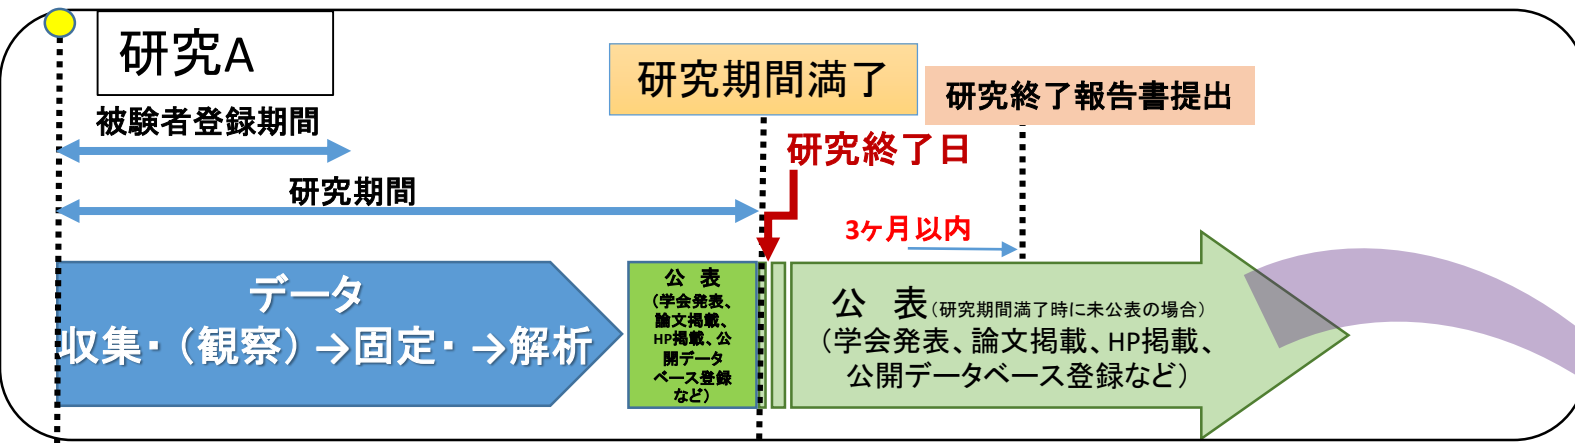 研究A
被験者登録期間
研究期間
研究期間満了
研究終了報告書提出
研究終了日
3ヶ月以内
データ
収集・（観察）→固定・→解析
公　表
（学会発表、
論文掲載、
HP掲載、公
開データ
ベース登録
など）
公　表（研究期間満了時に未公表の場合）
（学会発表、論文掲載、HP掲載、
公開データベース登録など）